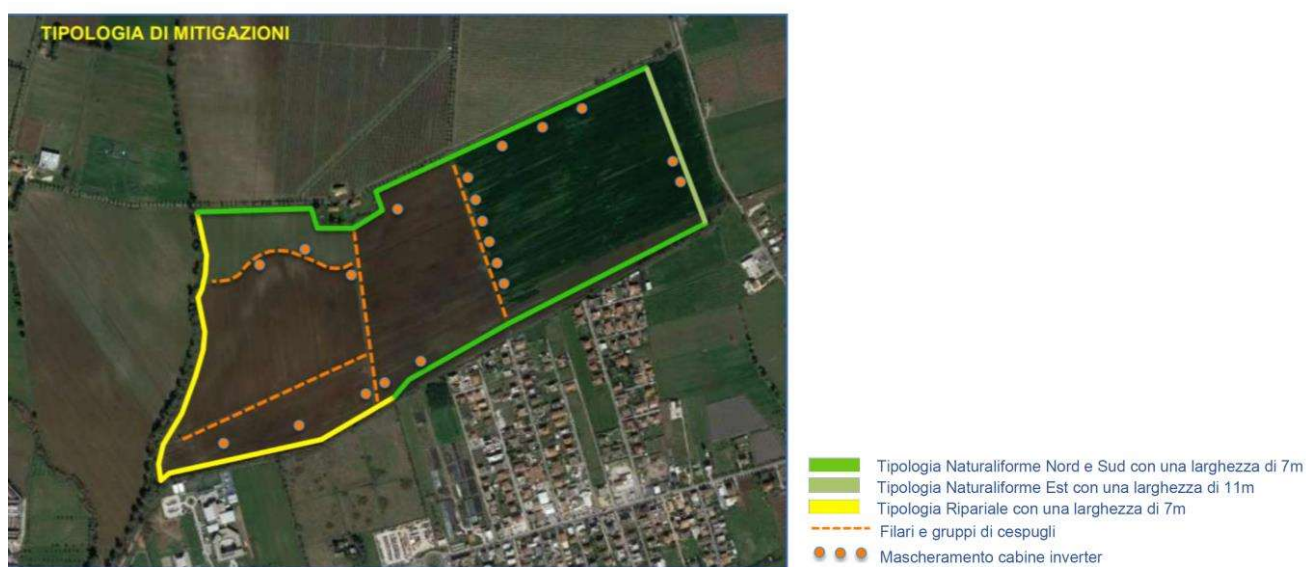 TIPOLOGIA DI MITIGAZIONI
Tipologia Naturaliforme Nord e Sud con una larghezza di 7m
Tipologia Naturaliforme Est con una larghezza di 11m
Tipologia Ripariale con una larghezza di 7m
Filari e gruppi di cespugli
Mascheramento cabine inverter